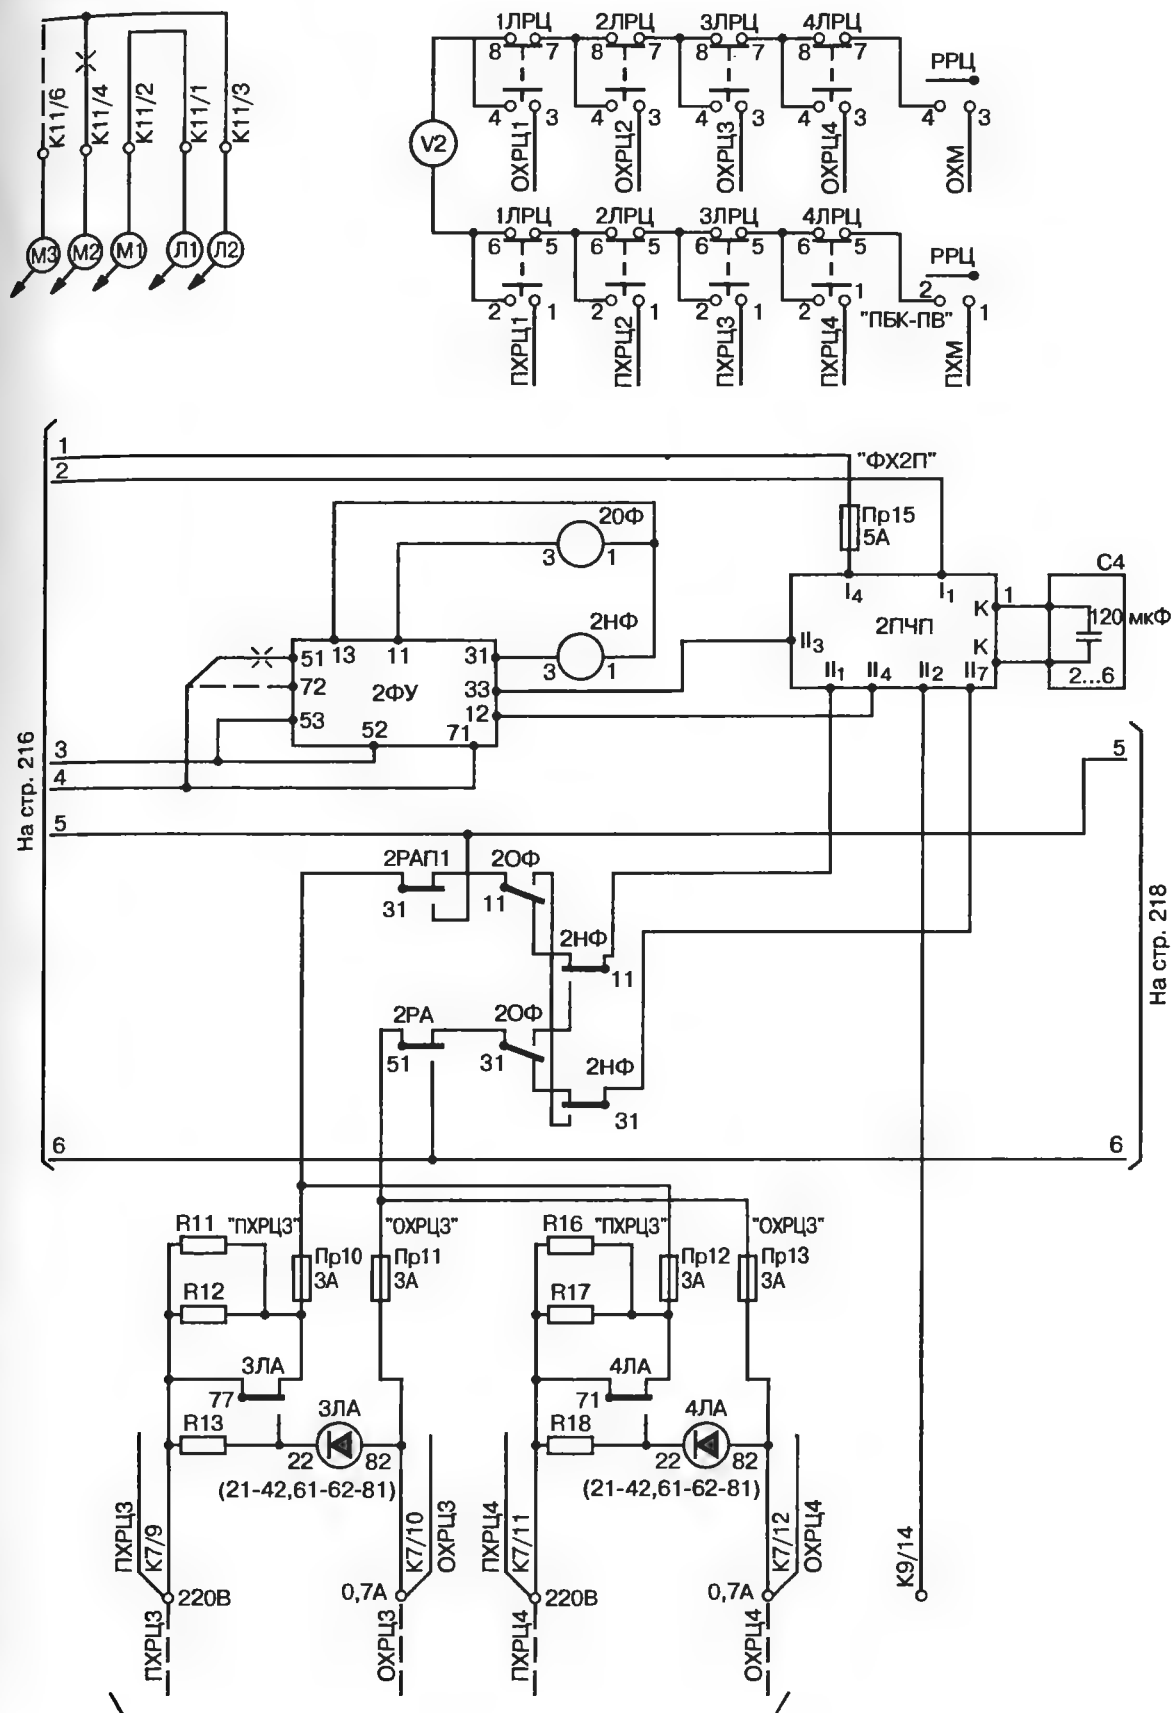 К11/6
К11/4
К11/2
К11/1
К11/3
М3
М2
М1
Л1
Л2
1ЛРЦ
2ЛРЦ
3ЛРЦ
4ЛРЦ
РРЦ
8 7 8 7 8 7 8 7
4 3 4 3 4 3 4 3 4 3
V2
ОХРЦ1
ОХРЦ2
ОХРЦ3
ОХРЦ4
ОХМ
1ЛРЦ
2ЛРЦ
3ЛРЦ
4ЛРЦ
РРЦ
6 5 6 5 6 5 6 5
2 1 2 1 2 1 2 1 2 1
"ПБК-ПВ"
ПХРЦ1
ПХРЦ2
ПХРЦ3
ПХРЦ4
ПХМ
1
2
"ФХ2П"
Пр15
5А
2ОФ
3 1
2НФ
3 1
С4
120 мкФ
2...6
К 1
К
I4 I1
2ПЧП
II3
II1 II4 II2 II7
51 13 11 31
72 2ФУ 33
53 52 71 12
На стр. 216
3
4
5
5
6
6
На стр. 218
2РАП1
31
2ОФ
11
2НФ
11
2РА
51
2ОФ
31
2НФ
31
R11
"ПХРЦ3"
"ОХРЦ3"
R16
"ПХРЦ3"
"ОХРЦ3"
Пр10
3А
Пр11
3А
Пр12
3А
Пр13
3А
R12
R17
3ЛА
77
4ЛА
71
R13
3ЛА
22 82
R18
4ЛА
22 82
(21-42,61-62-81)
(21-42,61-62-81)
ПХРЦ3
К7/9
К7/10
ОХРЦ3
ПХРЦ4
К7/11
К7/12
ОХРЦ4
К9/14
220В
0,7А
220В
0,7А
ПХРЦ3
ОХРЦ3
ПХРЦ4
ОХРЦ4